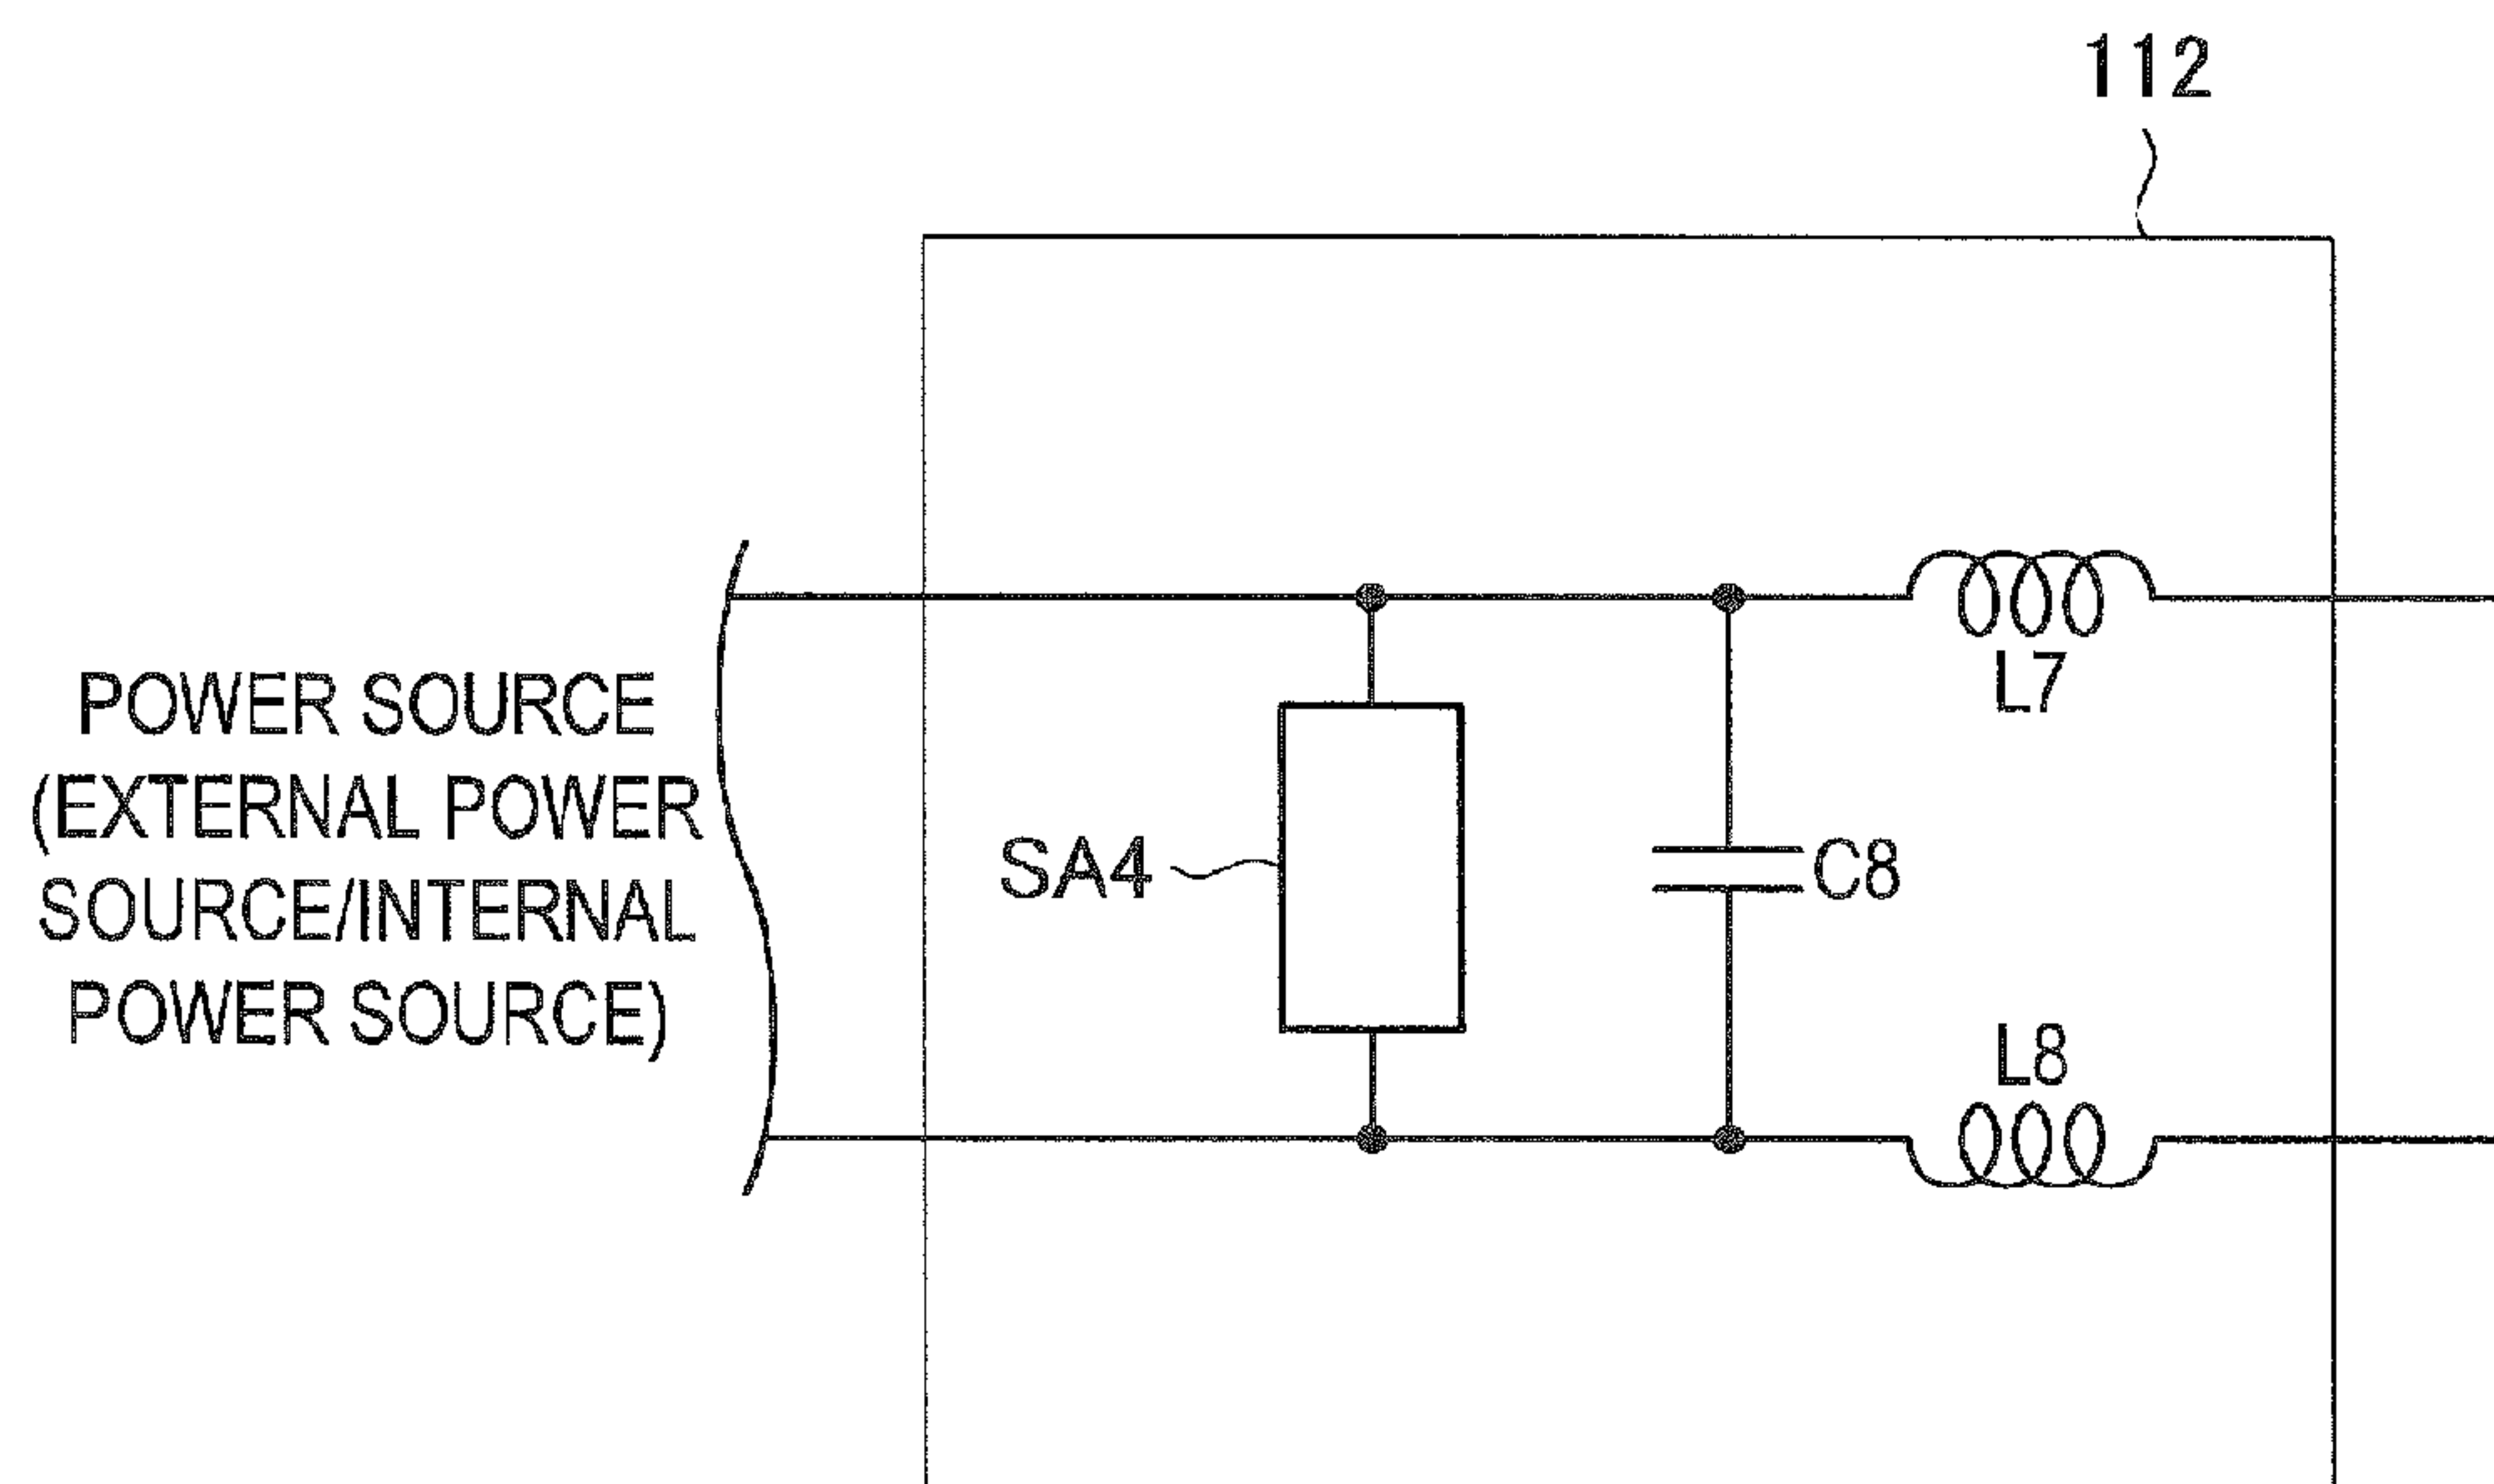 112
L7
POWER SOURCE
(EXTERNAL POWER
SOURCE/INTERNAL
POWER SOURCE)
SA4
C8
L8